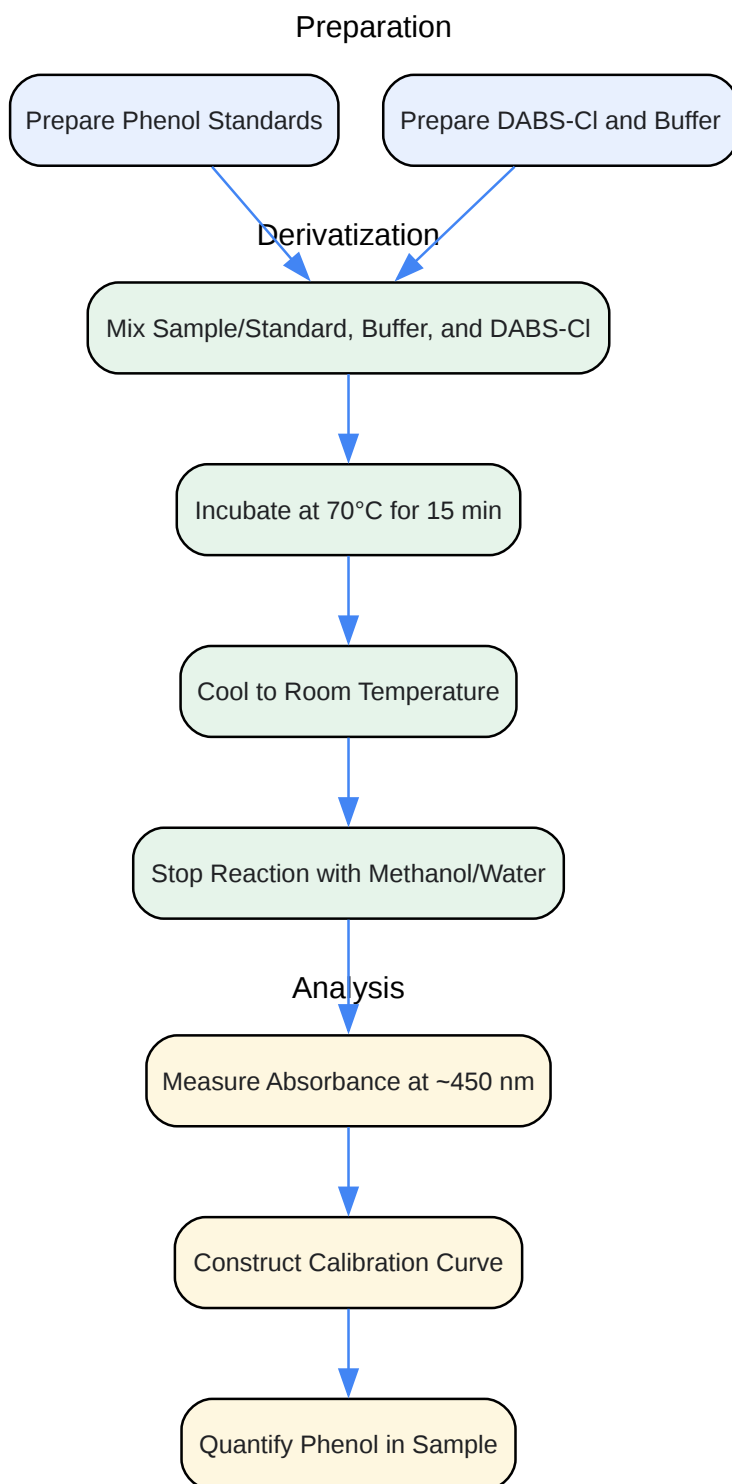 Preparation
Prepare Phenol Standards
Prepare DABS-Cl and Buffer
Derivatization
Mix Sample/Standard, Buffer, and DABS-Cl
Incubate at 70°C for 15 min
Cool to Room Temperature
Stop Reaction with Methanol/Water
Analysis
Measure Absorbance at ~450 nm
Construct Calibration Curve
Quantify Phenol in Sample